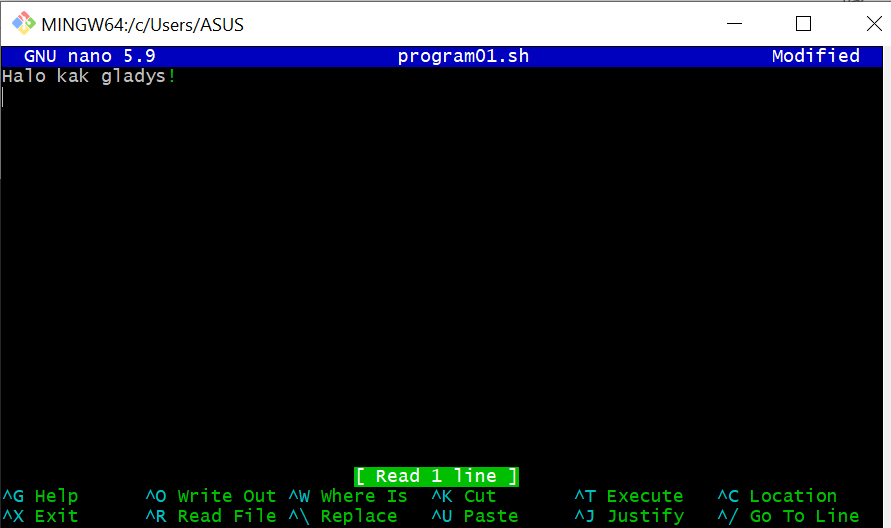 MINGW64:/c/Users/ASUS
GNU nano 5.9 program01.sh Modified
Halo kak gladys!
[ Read 1 line ]
^G Help ^O Write Out ^W Where Is ^K Cut ^T Execute ^C Location
^X Exit ^R Read File ^\ Replace ^U Paste ^J Justify ^/ Go To Line